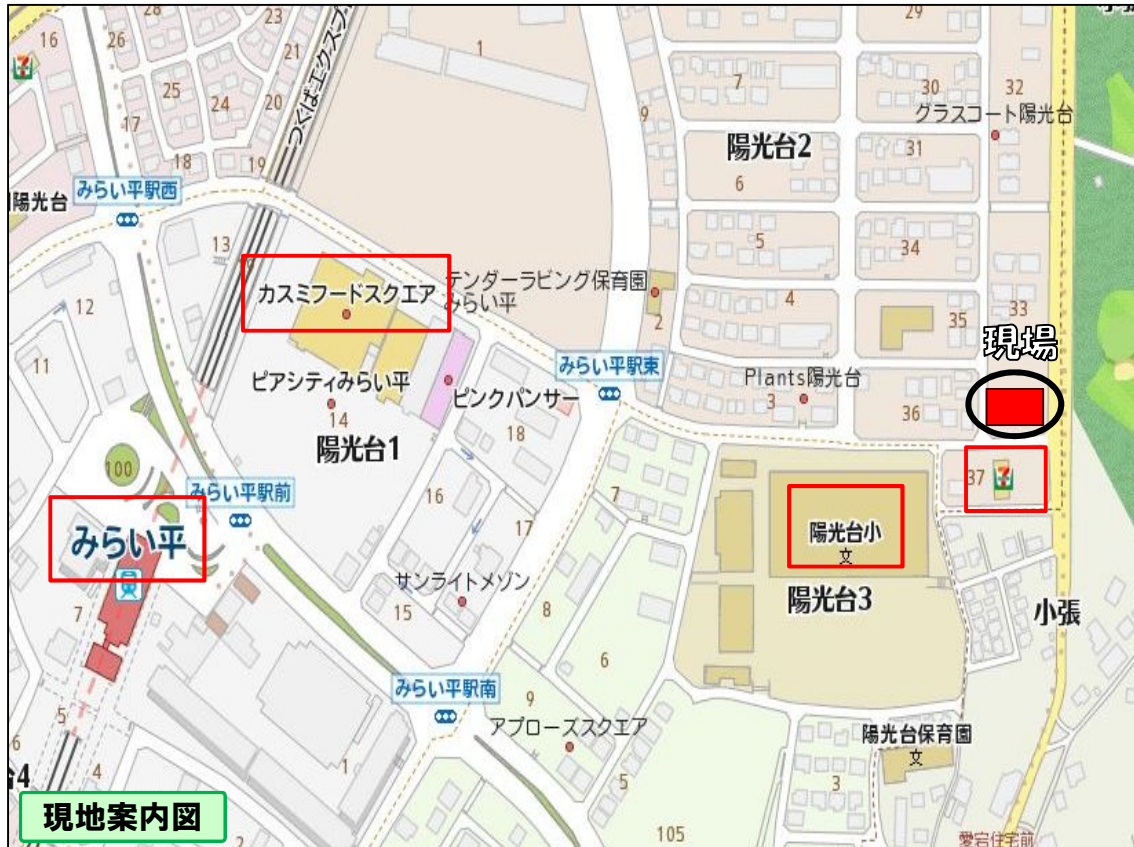 16
26
28
23
21
25
24
20
17
18
19
つくばエクスプレ
1
9
7
29
30
32
グラスコート陽光台
陽光台2
31
6
みらい平駅西
陽光台
13
5
34
カスミフードスクエア
テンダーラビング保育園
みらい平
4
12
2
35
33
現場
11
みらい平駅東
ピアシティみらい平
ピンクパンサー
Plants陽光台
14
3
36
陽光台1
18
100
みらい平駅前
16
7
37
みらい平
17
陽光台小
文
サンライトメゾン
陽光台3
小張
7
15
8
6
みらい平駅南
9
アプローズスクエア
陽光台保育園
文
5
6
4
1
5
3
台4
現地案内図
2
105
愛宕住宅前